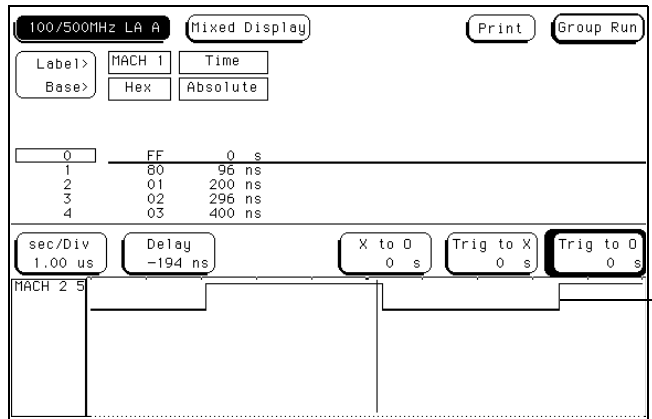 100/500MHz LA A Mixed Display Print Group Run
Label> MACH 1 Time
Base> Hex Absolute
0 FF 0 s
1 80 96 ns
2 01 200 ns
3 02 296 ns
4 03 400 ns
sec/Div Delay X to O Trig to X Trig to O
1.00 us -194 ns 0 s 0 s 0 s
MACH 2 5